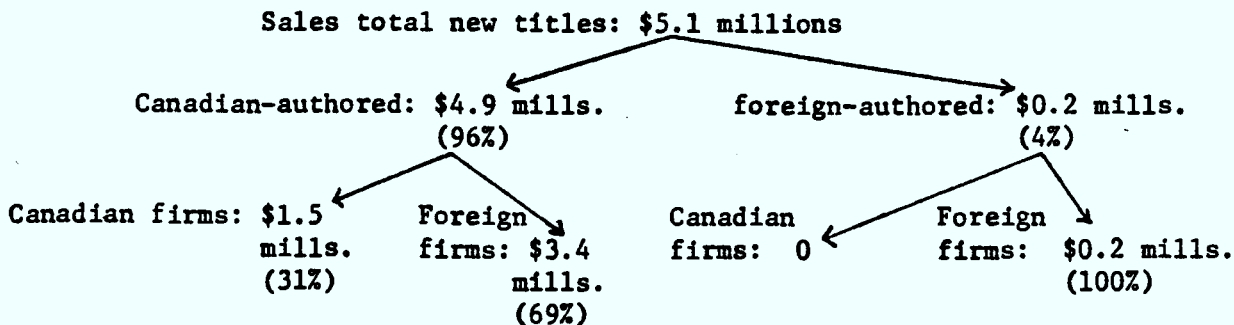 Sales total new titles: $5.1 millions
Canadian-authored: $4.9 mills. foreign-authored: $0.2 mills.
(96%) (4%)
Canadian firms: $1.5 Foreign Canadian Foreign
mills. firms: $3.4 firms: 0 firms: $0.2 mills.
(31%) mills. (100%)
(69%)